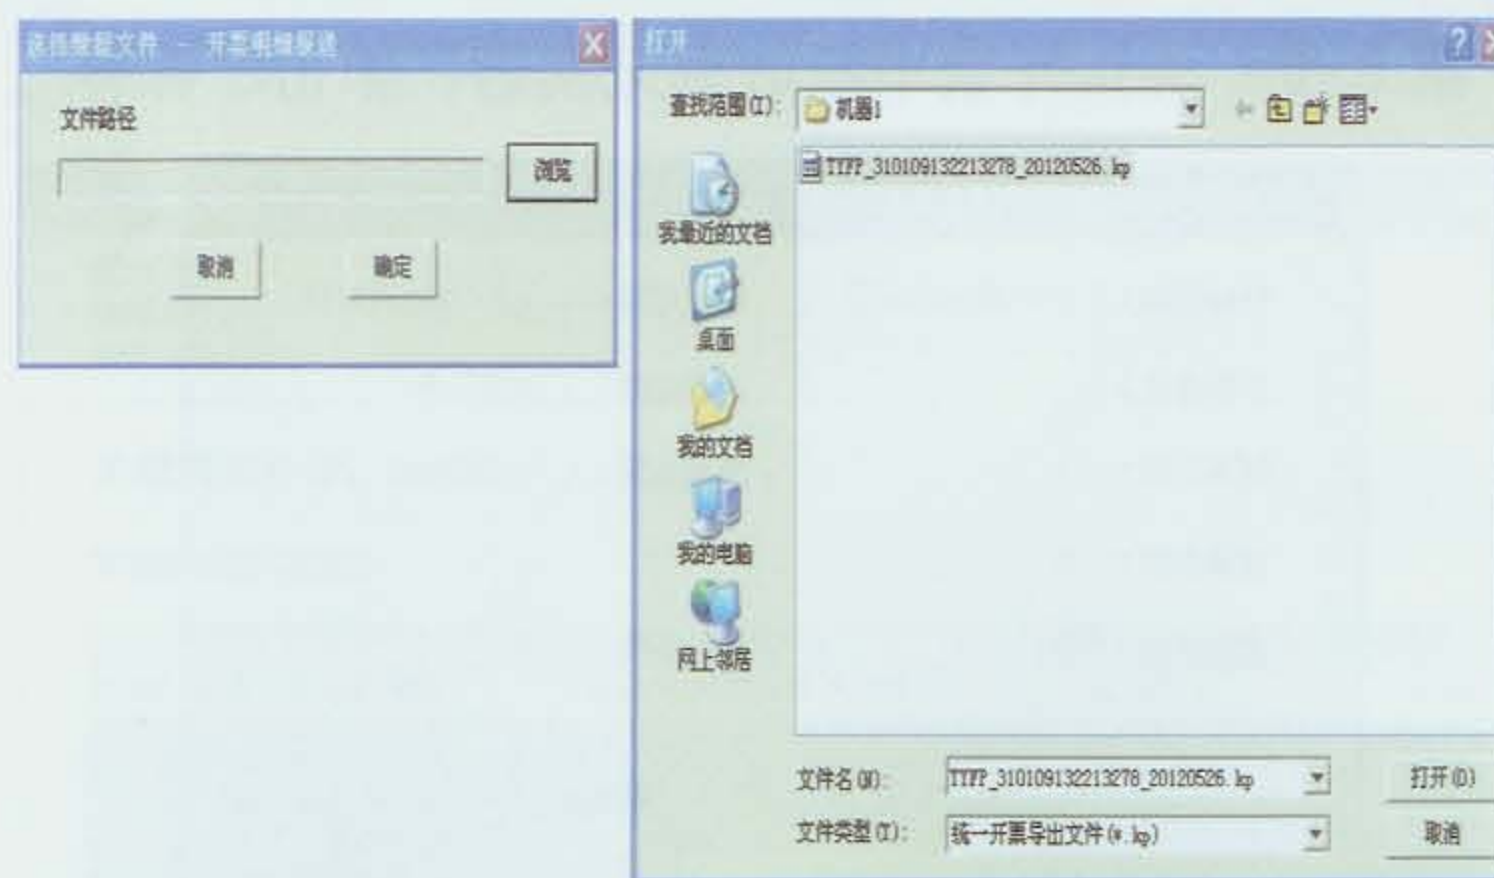 选择数据文件 - 开票明细报送
文件路径
浏览
取消
确定
打开
查找范围(I):
机器1
TYFP_310109132213278_20120526.kp
我最近的文档
桌面
我的文档
我的电脑
网上邻居
文件名(N):
TYFP_310109132213278_20120526.kp
打开(O)
文件类型(T):
统一开票导出文件(*.kp)
取消